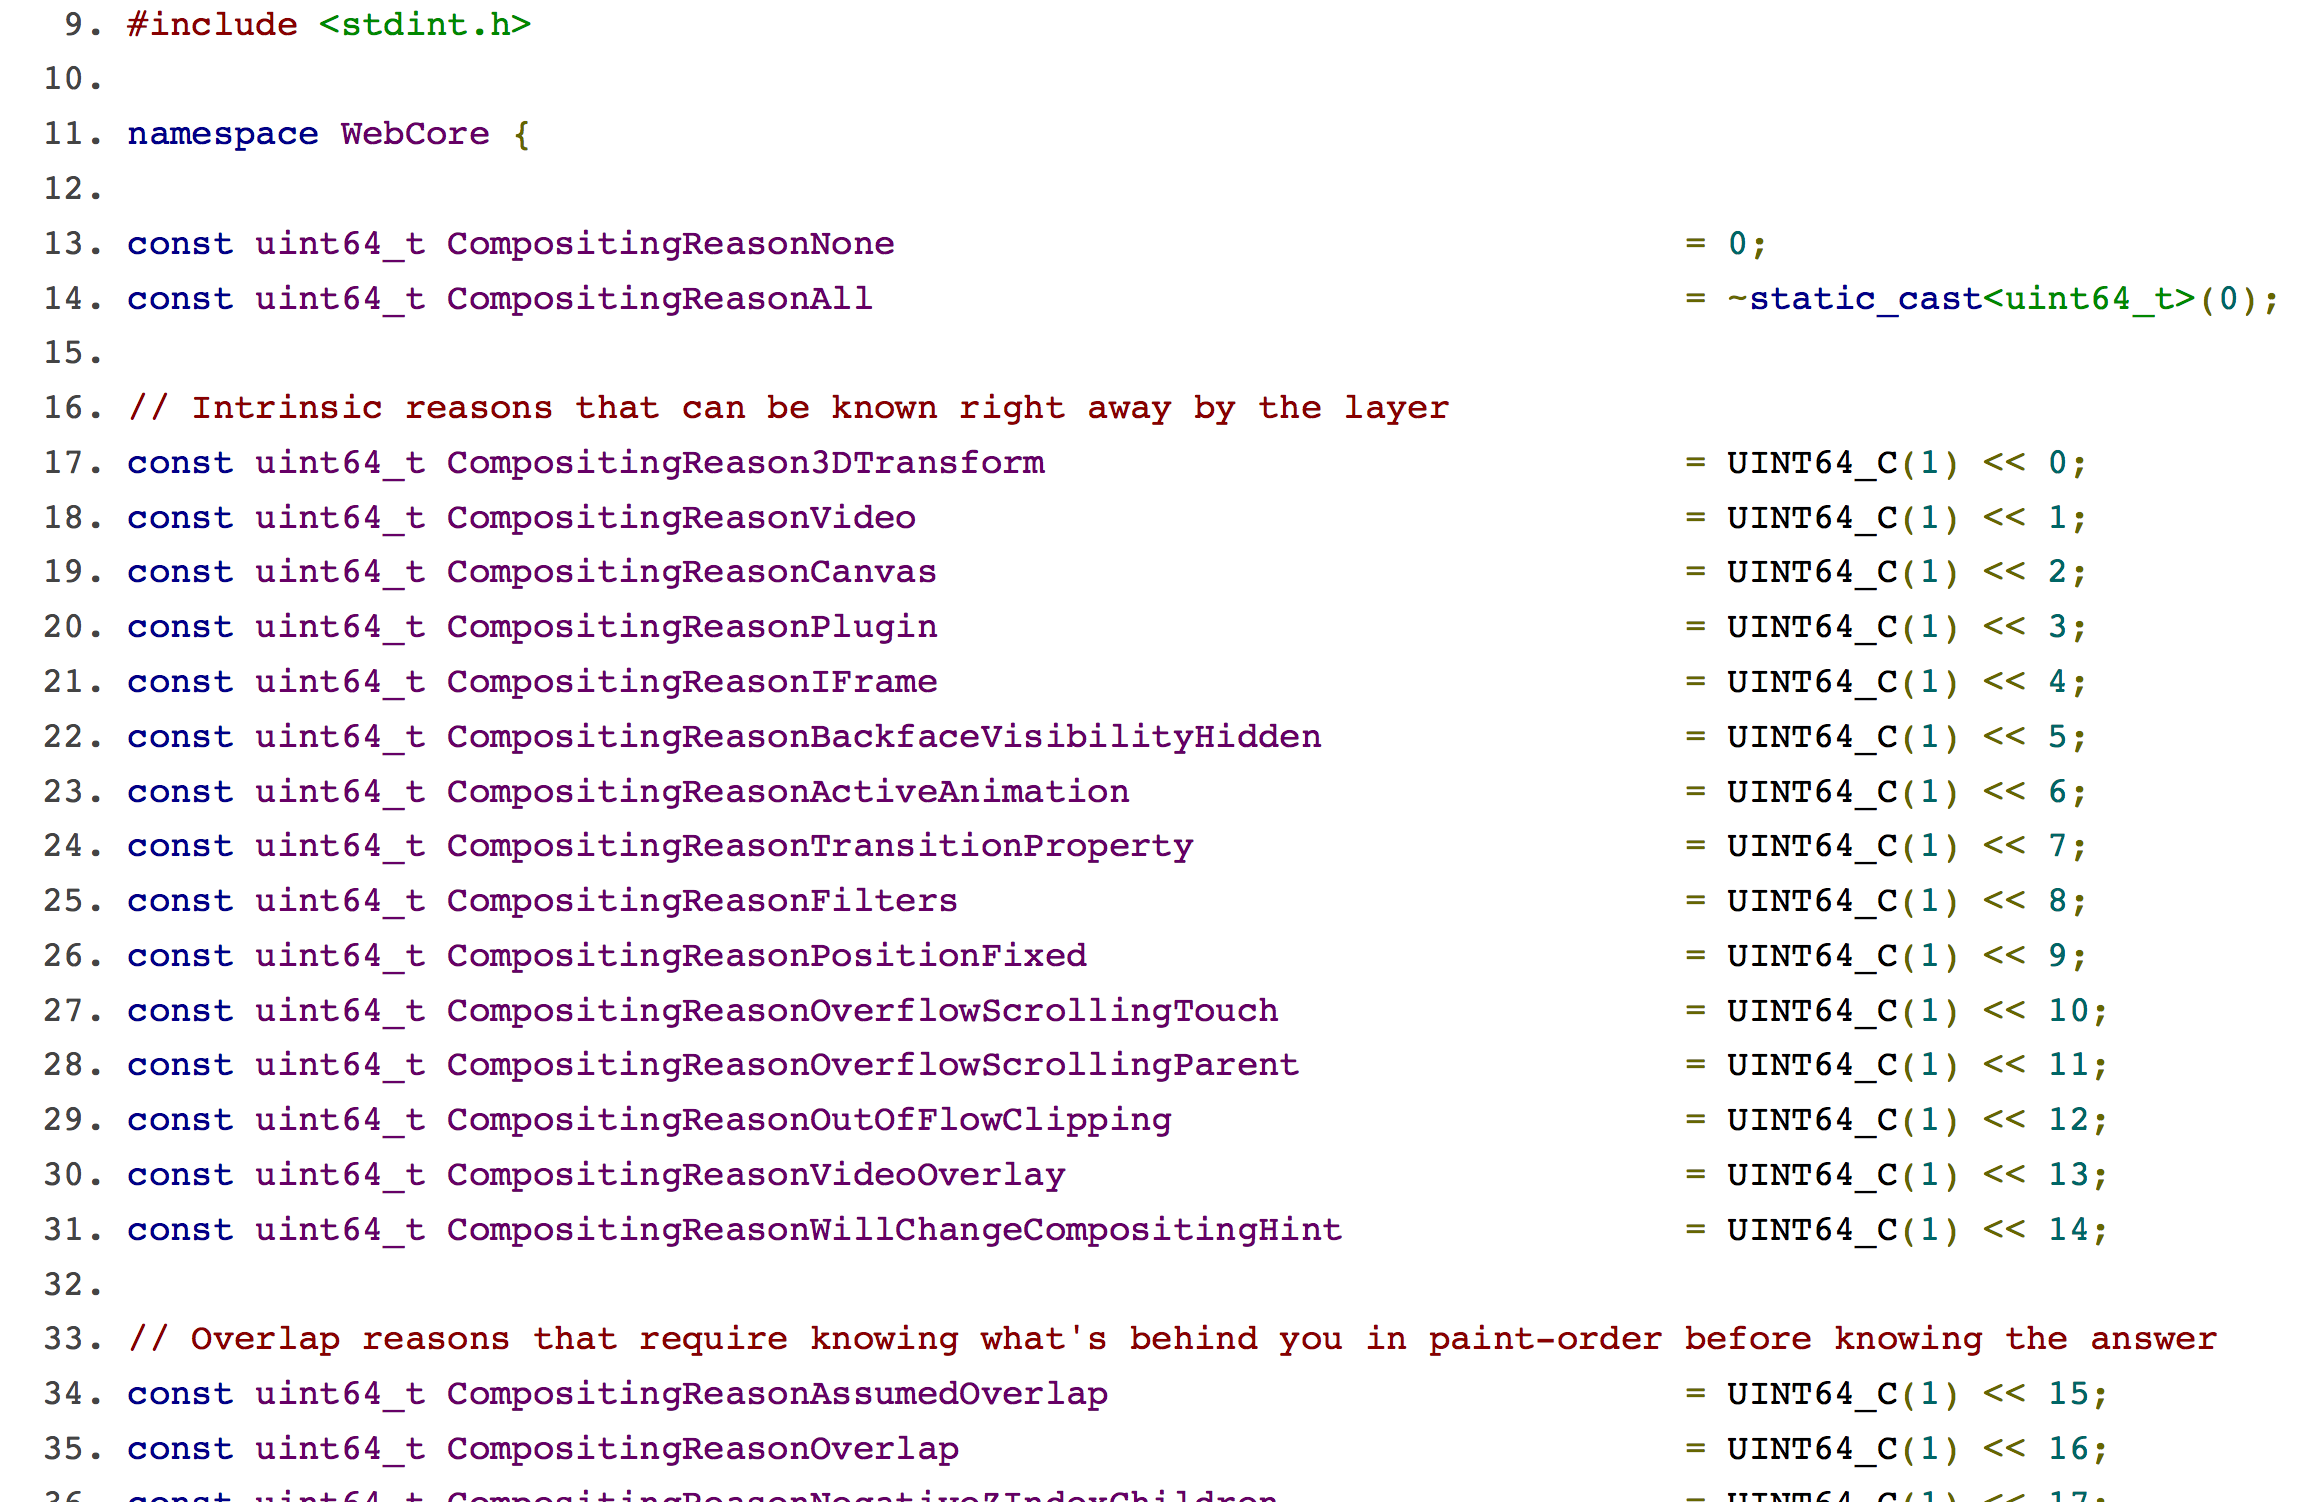 9. #include <stdint.h>
10.
11. namespace WebCore {
12.
13. const uint64_t CompositingReasonNone = 0;
14. const uint64_t CompositingReasonAll = ~static_cast<uint64_t>(0);
15.
16. // Intrinsic reasons that can be known right away by the layer
17. const uint64_t CompositingReason3DTransform = UINT64_C(1) << 0;
18. const uint64_t CompositingReasonVideo = UINT64_C(1) << 1;
19. const uint64_t CompositingReasonCanvas = UINT64_C(1) << 2;
20. const uint64_t CompositingReasonPlugin = UINT64_C(1) << 3;
21. const uint64_t CompositingReasonIFrame = UINT64_C(1) << 4;
22. const uint64_t CompositingReasonBackfaceVisibilityHidden = UINT64_C(1) << 5;
23. const uint64_t CompositingReasonActiveAnimation = UINT64_C(1) << 6;
24. const uint64_t CompositingReasonTransitionProperty = UINT64_C(1) << 7;
25. const uint64_t CompositingReasonFilters = UINT64_C(1) << 8;
26. const uint64_t CompositingReasonPositionFixed = UINT64_C(1) << 9;
27. const uint64_t CompositingReasonOverflowScrollingTouch = UINT64_C(1) << 10;
28. const uint64_t CompositingReasonOverflowScrollingParent = UINT64_C(1) << 11;
29. const uint64_t CompositingReasonOutOfFlowClipping = UINT64_C(1) << 12;
30. const uint64_t CompositingReasonVideoOverlay = UINT64_C(1) << 13;
31. const uint64_t CompositingReasonWillChangeCompositingHint = UINT64_C(1) << 14;
32.
33. // Overlap reasons that require knowing what's behind you in paint-order before knowing the answer
34. const uint64_t CompositingReasonAssumedOverlap = UINT64_C(1) << 15;
35. const uint64_t CompositingReasonOverlap = UINT64_C(1) << 16;
36. const uint64_t CompositingReasonNegativeZIndexChildren = UINT64_C(1) << 17;